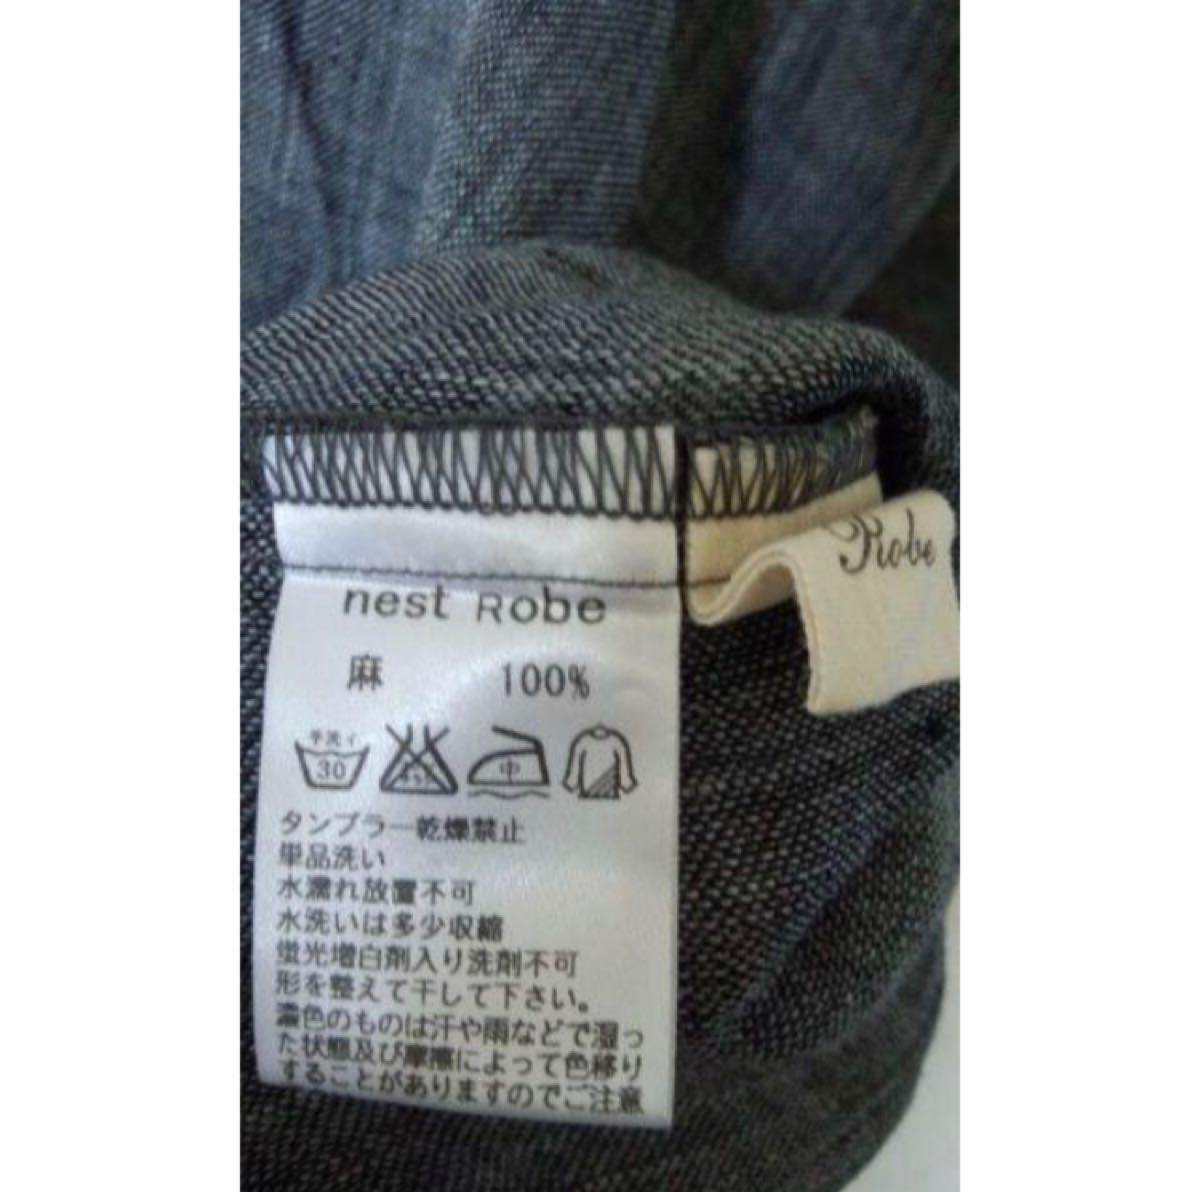 Robe
nest Robe
麻 100%
手洗イ
30
中
タンブラー乾燥禁止
単品洗い
水濡れ放置不可
水洗いは多少収縮
蛍光増白剤入り洗剤不可
形を整えて干して下さい。
濃色のものは汗や雨などで湿っ
た状態及び摩擦によって色移り
することがありますのでご注意